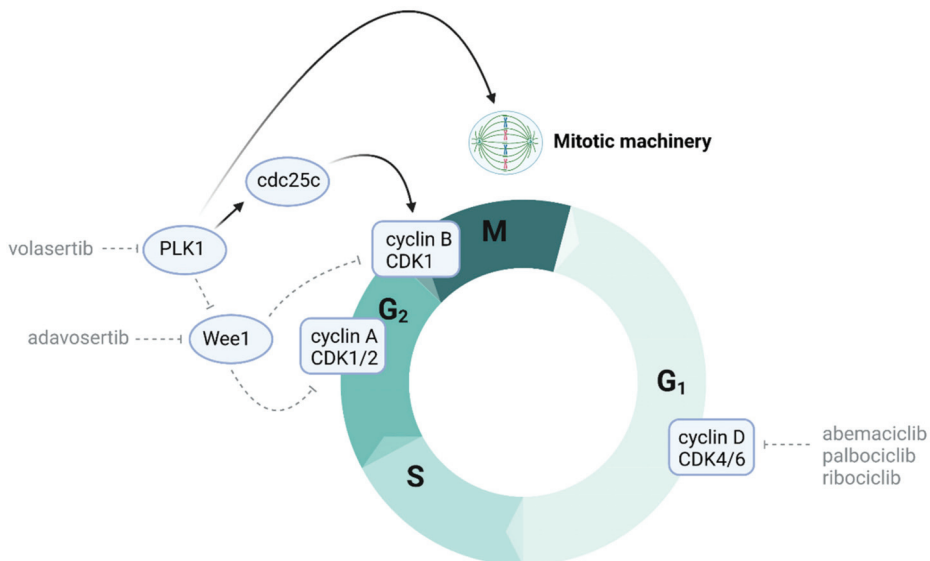 Mitotic machinery
cdc25c
volasertib
PLK1
cyclin B
CDK1
M
adavosertib
Wee1
G₂
cyclin A
CDK1/2
G₁
cyclin D
CDK4/6
abemaciclib
palbociclib
ribociclib
S